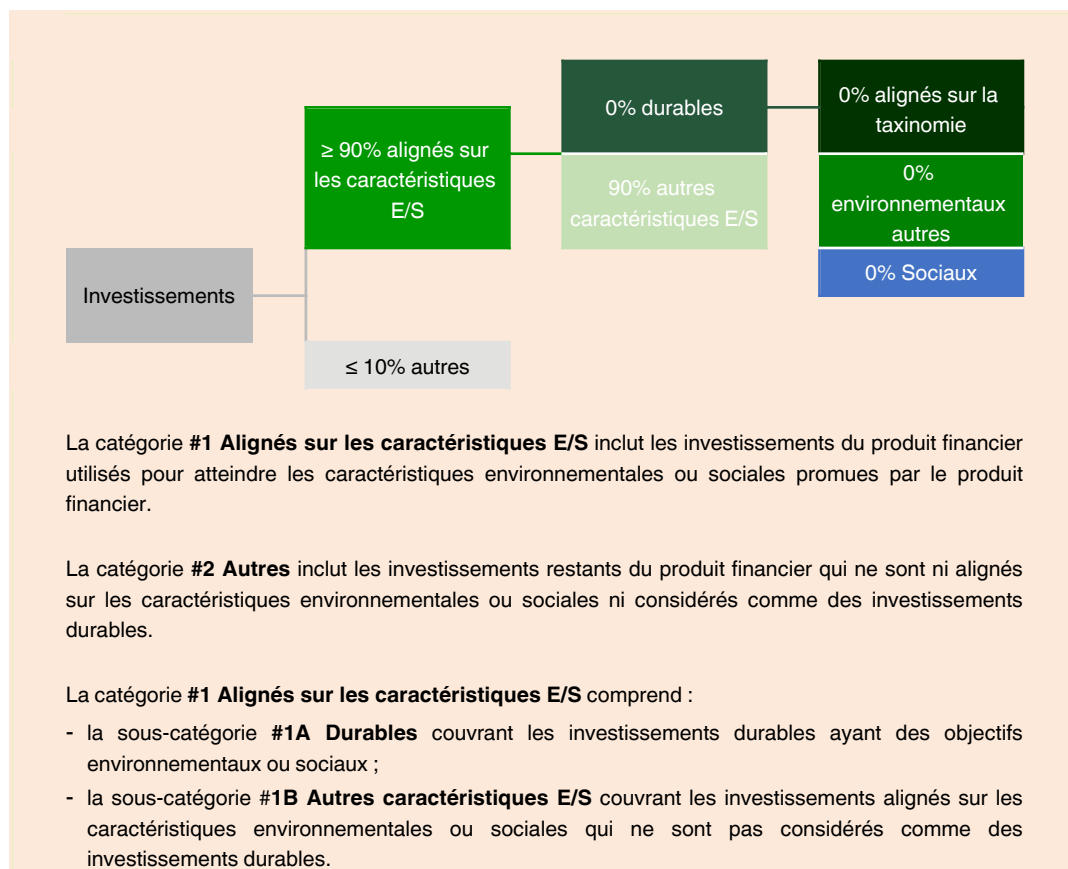 0% durables
0% alignés sur la
taxinomie
≥ 90% alignés sur
les caractéristiques
E/S
90% autres
caractéristiques E/S
0%
environnementaux
autres
0% Sociaux
Investissements
≤ 10% autres
La catégorie #1 Alignés sur les caractéristiques E/S inclut les investissements du produit financier
utilisés pour atteindre les caractéristiques environnementales ou sociales promues par le produit
financier.
La catégorie #2 Autres inclut les investissements restants du produit financier qui ne sont ni alignés
sur les caractéristiques environnementales ou sociales ni considérés comme des investissements
durables.
La catégorie #1 Alignés sur les caractéristiques E/S comprend :
- la sous-catégorie #1A Durables couvrant les investissements durables ayant des objectifs
environnementaux ou sociaux ;
- la sous-catégorie #1B Autres caractéristiques E/S couvrant les investissements alignés sur les
caractéristiques environnementales ou sociales qui ne sont pas considérés comme des
investissements durables.